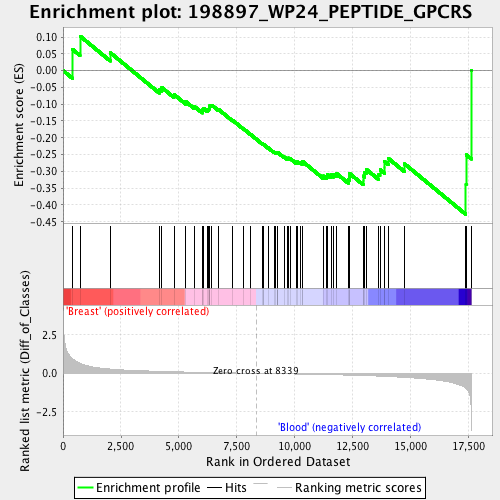 Enrichment plot: 198897_WP24_PEPTIDE_GPCRS
Enrichment score (ES)
0.10
0.05
0.00
-0.05
-0.10
-0.15
-0.20
-0.25
-0.30
-0.35
-0.40
-0.45
'Breast' (positively correlated)
Ranked list metric (Diff_of_Classes)
2.5
0.0
-2.5
Zero cross at 8339
'Blood' (negatively correlated)
0
2,500
5,000
7,500
10,000
12,500
15,000
17,500
Rank in Ordered Dataset
Enrichment profile
Hits
Ranking metric scores